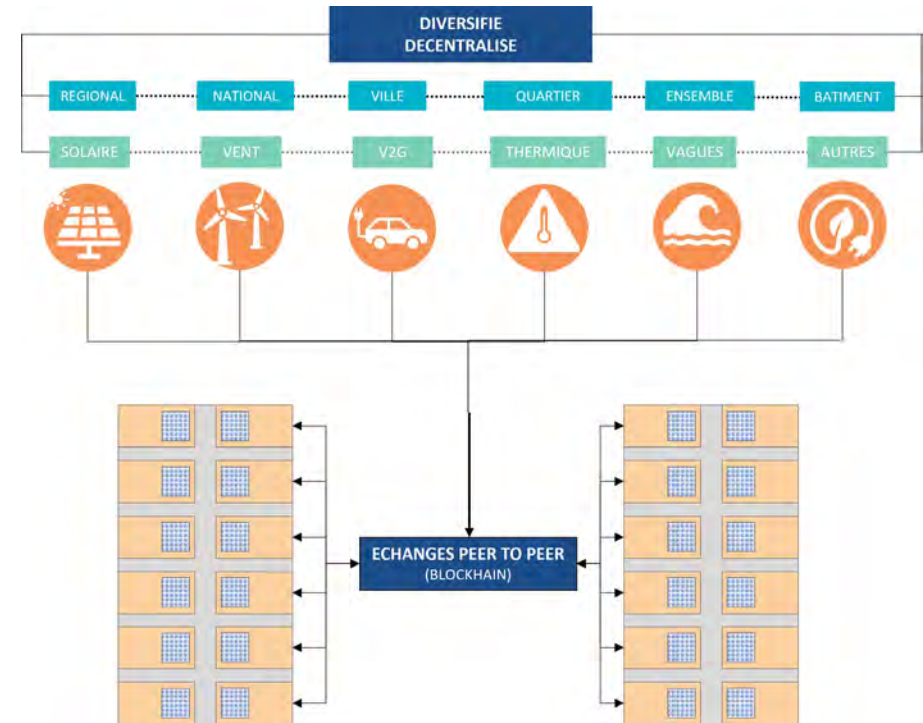 DIVERSIFIE
DECENTRALISE
REGIONAL
NATIONAL
VILLE
QUARTIER
ENSEMBLE
BATIMENT
SOLAIRE
VENT
V2G
THERMIQUE
VAGUES
AUTRES
ECHANGES PEER TO PEER
(BLOCKHAIN)